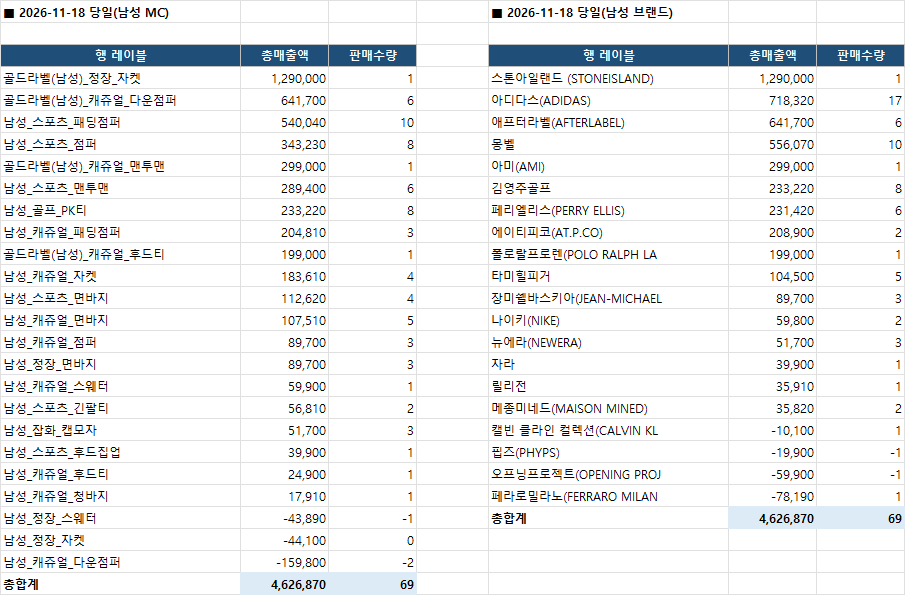 ■ 2026-11-18 당일(남성 MC)
행 레이블 총매출액 판매수량
골드라벨(남성)_정장_자켓 1,290,000 1
골드라벨(남성)_캐쥬얼_다운점퍼 641,700 6
남성_스포츠_패딩점퍼 540,040 10
남성_스포츠_점퍼 343,230 8
골드라벨(남성)_캐쥬얼_맨투맨 299,000 1
남성_스포츠_맨투맨 289,400 6
남성_골프_PK티 233,220 8
남성_캐쥬얼_패딩점퍼 204,810 3
골드라벨(남성)_캐쥬얼_후드티 199,000 1
남성_캐쥬얼_자켓 183,610 4
남성_스포츠_면바지 112,620 4
남성_캐쥬얼_면바지 107,510 5
남성_캐쥬얼_점퍼 89,700 3
남성_정장_면바지 89,700 3
남성_캐쥬얼_스웨터 59,900 1
남성_스포츠_긴팔티 56,810 2
남성_잡화_캡모자 51,700 3
남성_스포츠_후드집업 39,900 1
남성_캐쥬얼_후드티 24,900 1
남성_캐쥬얼_청바지 17,910 1
남성_정장_스웨터 -43,890 -1
남성_정장_자켓 -44,100 0
남성_캐쥬얼_다운점퍼 -159,800 -2
총합계 4,626,870 69
■ 2026-11-18 당일(남성 브랜드)
행 레이블 총매출액 판매수량
스톤아일랜드 (STONEISLAND) 1,290,000 1
아디다스(ADIDAS) 718,320 17
애프터라벨(AFTERLABEL) 641,700 6
몽벨 556,070 10
아미(AMI) 299,000 1
김영주골프 233,220 8
페리엘리스(PERRY ELLIS) 231,420 6
에이티피코(AT.P.CO) 208,900 2
폴로랄프로렌(POLO RALPH LA 199,000 1
타미힐피거 104,500 5
장미쉘바스키아(JEAN-MICHAEL 89,700 3
나이키(NIKE) 59,800 2
뉴에라(NEWERA) 51,700 3
자라 39,900 1
릴리전 35,910 1
메종미네드(MAISON MINED) 35,820 2
캘빈 클라인 컬렉션(CALVIN KL -10,100 1
핍즈(PHYPS) -19,900 -1
오프닝프로젝트(OPENING PROJ -59,900 -1
페라로밀라노(FERRARO MILAN -78,190 1
총합계 4,626,870 69